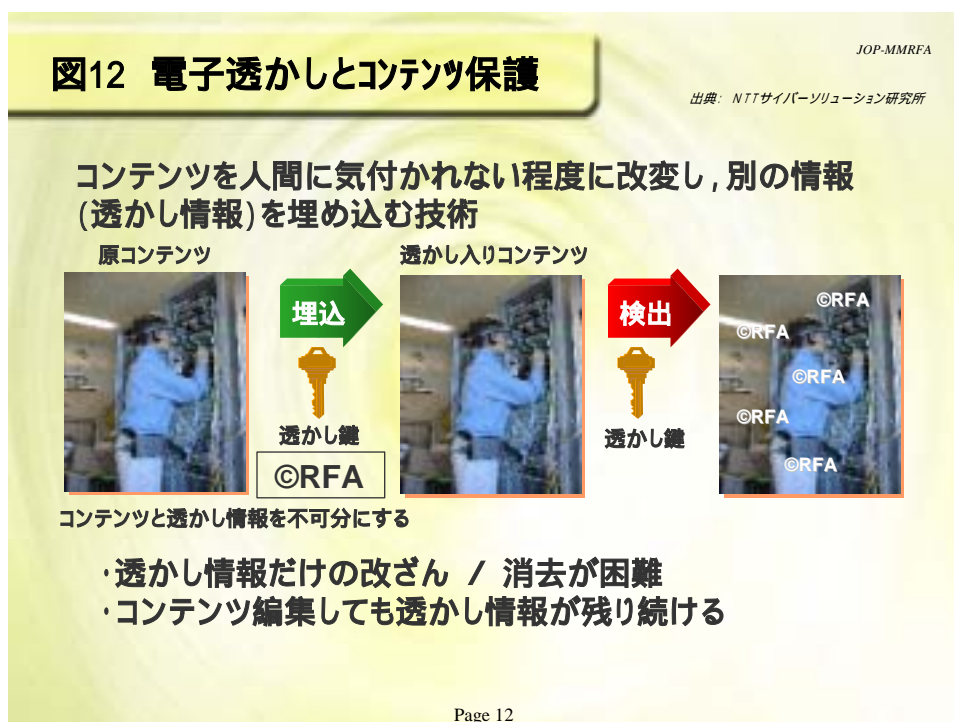 JOP-MMRFA
図12 電子透かしとコンテンツ保護
出典: NTTサイバーソリューション研究所
コンテンツを人間に気付かれない程度に改変し,別の情報
(透かし情報)を埋め込む技術
原コンテンツ
透かし入りコンテンツ
埋込
検出
©RFA
©RFA
©RFA
©RFA
©RFA
透かし鍵
透かし鍵
©RFA
コンテンツと透かし情報を不可分にする
・透かし情報だけの改ざん / 消去が困難
・コンテンツ編集しても透かし情報が残り続ける
Page 12